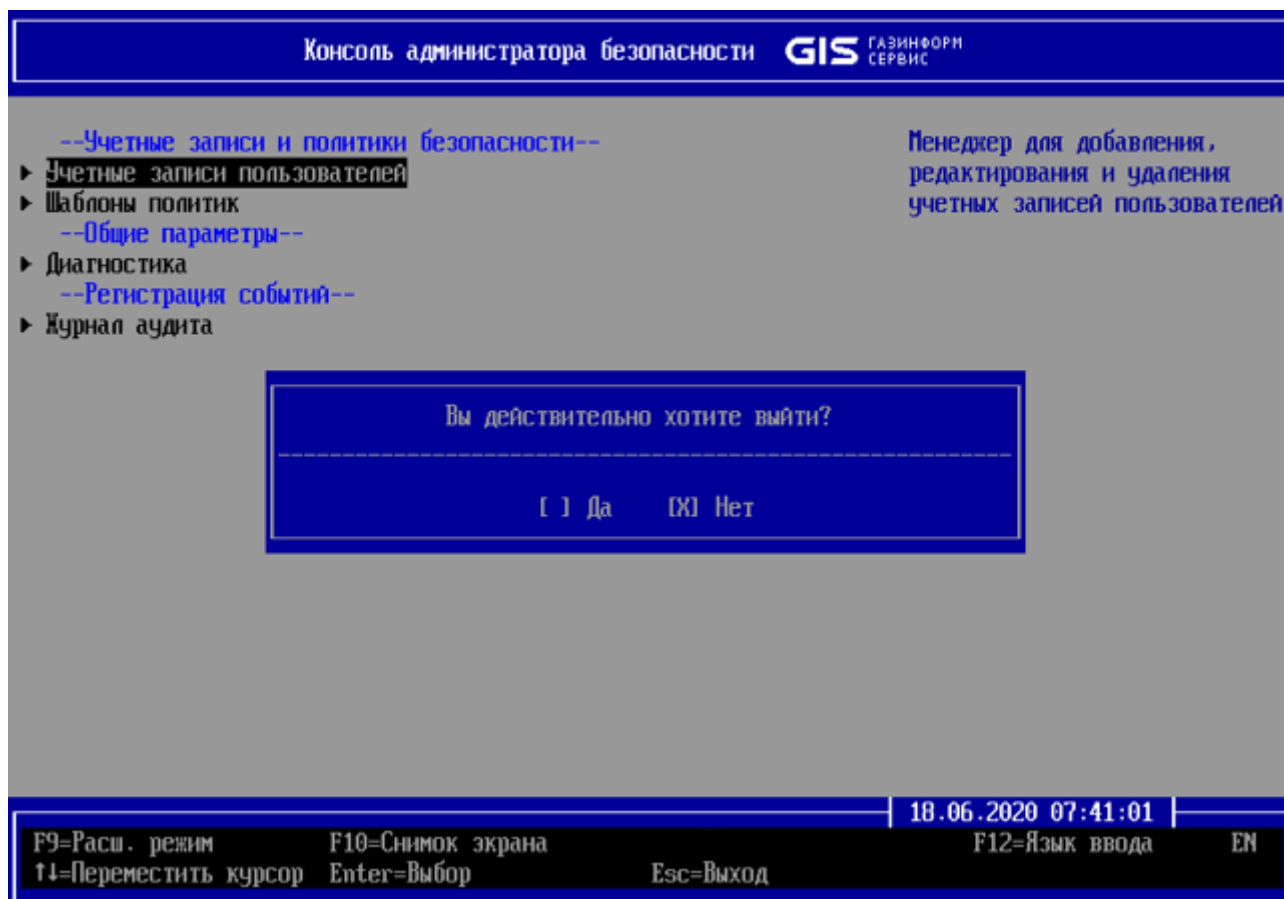 Консоль администратора безопасности GIS ГАЗИНФОРМ СЕРВИС
--Учетные записи и политики безопасности--
Учетные записи пользователей
Шаблоны политик
--Общие параметры--
Диагностика
--Регистрация событий--
Журнал аудита
Менеджер для добавления,
редактирования и удаления
учетных записей пользователей
Вы действительно хотите выйти?
[ ] Да [X] Нет
18.06.2020 07:41:01
F9=Расш. режим F10=Снимок экрана F12=Язык ввода EN
↑↓=Переместить курсор Enter=Выбор Esc=Выход